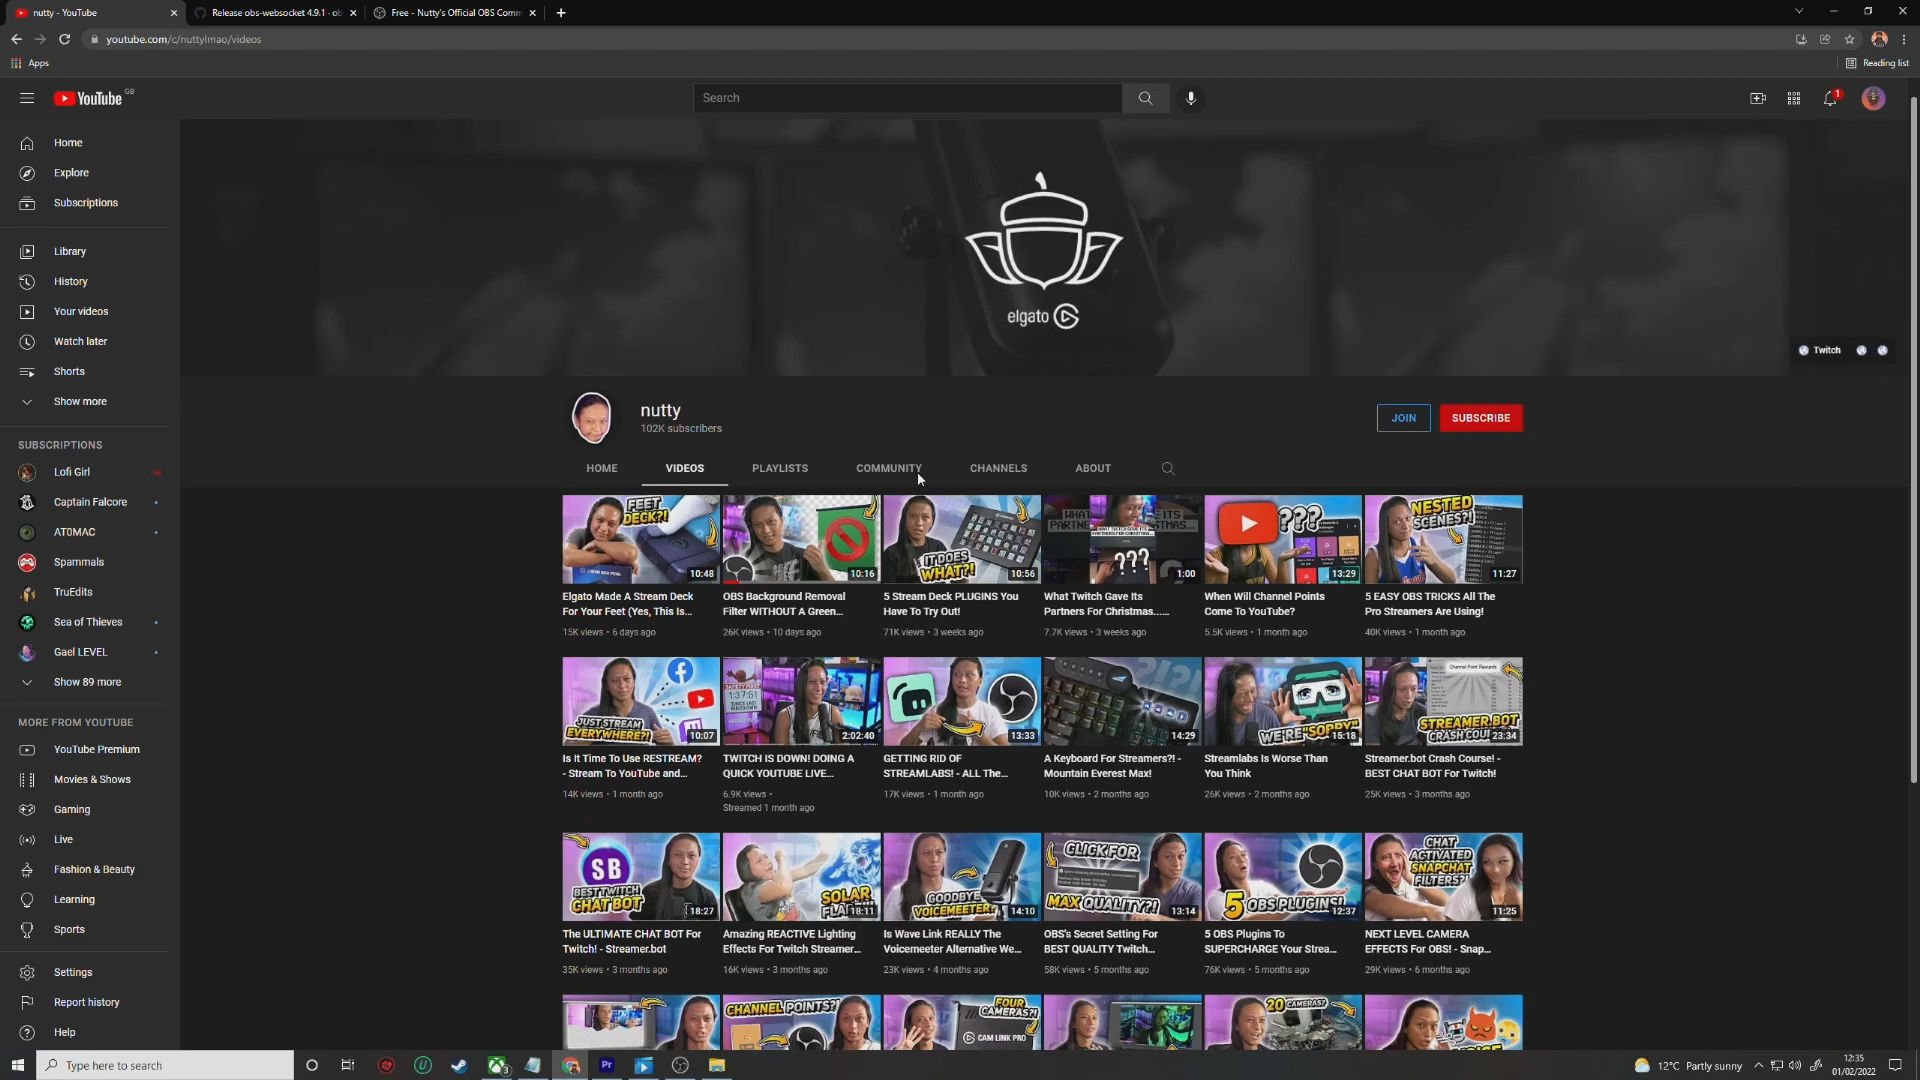 nutty - YouTube
Release obs-websocket 4.9.1 · ob
Free - Nutty's Official OBS Comm
youtube.com/c/nuttylmao/videos
Apps
Reading list
YouTube GB
Search
1
Home
Explore
Subscriptions
Library
History
Your videos
Watch later
Shorts
Show more
SUBSCRIPTIONS
Lofi Girl
Captain Falcore
AT0MAC
Spammals
TruEdits
Sea of Thieves
Gael LEVEL
Show 89 more
MORE FROM YOUTUBE
YouTube Premium
Movies & Shows
Gaming
Live
Fashion & Beauty
Learning
Sports
Settings
Report history
Help
elgato
Twitch
nutty
102K subscribers
JOIN
SUBSCRIBE
HOME
VIDEOS
PLAYLISTS
COMMUNITY
CHANNELS
ABOUT
FEET DECK?!
10:48
10:16
IT DOES WHAT?!
10:56
???
1:00
???
13:29
NESTED SCENES?!
11:27
Elgato Made A Stream Deck For Your Feet (Yes, This Is...
15K views • 6 days ago
OBS Background Removal Filter WITHOUT A Green...
26K views • 10 days ago
5 Stream Deck PLUGINS You Have To Try Out!
71K views • 3 weeks ago
What Twitch Gave Its Partners For Christmas......
7.7K views • 3 weeks ago
When Will Channel Points Come To YouTube?
5.5K views • 1 month ago
5 EASY OBS TRICKS All The Pro Streamers Are Using!
40K views • 1 month ago
JUST STREAM EVERYWHERE?!
10:07
1:37:51
2:02:40
13:33
14:29
WE'RE "SORRY"
15:18
Channel Point Rewards
STREAMER.BOT CRASH COU
23:34
Is It Time To Use RESTREAM? - Stream To YouTube and...
14K views • 1 month ago
TWITCH IS DOWN! DOING A QUICK YOUTUBE LIVE...
6.9K views •
Streamed 1 month ago
GETTING RID OF STREAMLABS! - ALL The...
17K views • 1 month ago
A Keyboard For Streamers?! - Mountain Everest Max!
10K views • 2 months ago
Streamlabs Is Worse Than You Think
26K views • 2 months ago
Streamer.bot Crash Course! - BEST CHAT BOT For Twitch!
25K views • 3 months ago
SB
BEST TWITCH CHAT BOT
18:27
SOLAR FLA
18:11
GOODBYE VOICEMEETER?
14:10
CLICK FOR MAX QUALITY?!
13:14
5 OBS PLUGINS!
12:37
CHAT ACTIVATED SNAPCHAT FILTERS?!
11:25
The ULTIMATE CHAT BOT For Twitch! - Streamer.bot
35K views • 3 months ago
Amazing REACTIVE Lighting Effects For Twitch Streamer...
16K views • 3 months ago
Is Wave Link REALLY The Voicemeeter Alternative We...
23K views • 4 months ago
OBS's Secret Setting For BEST QUALITY Twitch...
58K views • 5 months ago
5 OBS Plugins To SUPERCHARGE Your Strea...
76K views • 5 months ago
NEXT LEVEL CAMERA EFFECTS For OBS! - Snap...
29K views • 6 months ago
CHANNEL POINTS?!
FOUR CAMERAS?!
CAM LINK PRO
20 CAMERAS?
Type here to search
3
Pr
12°C Partly sunny
12:35
01/02/2022